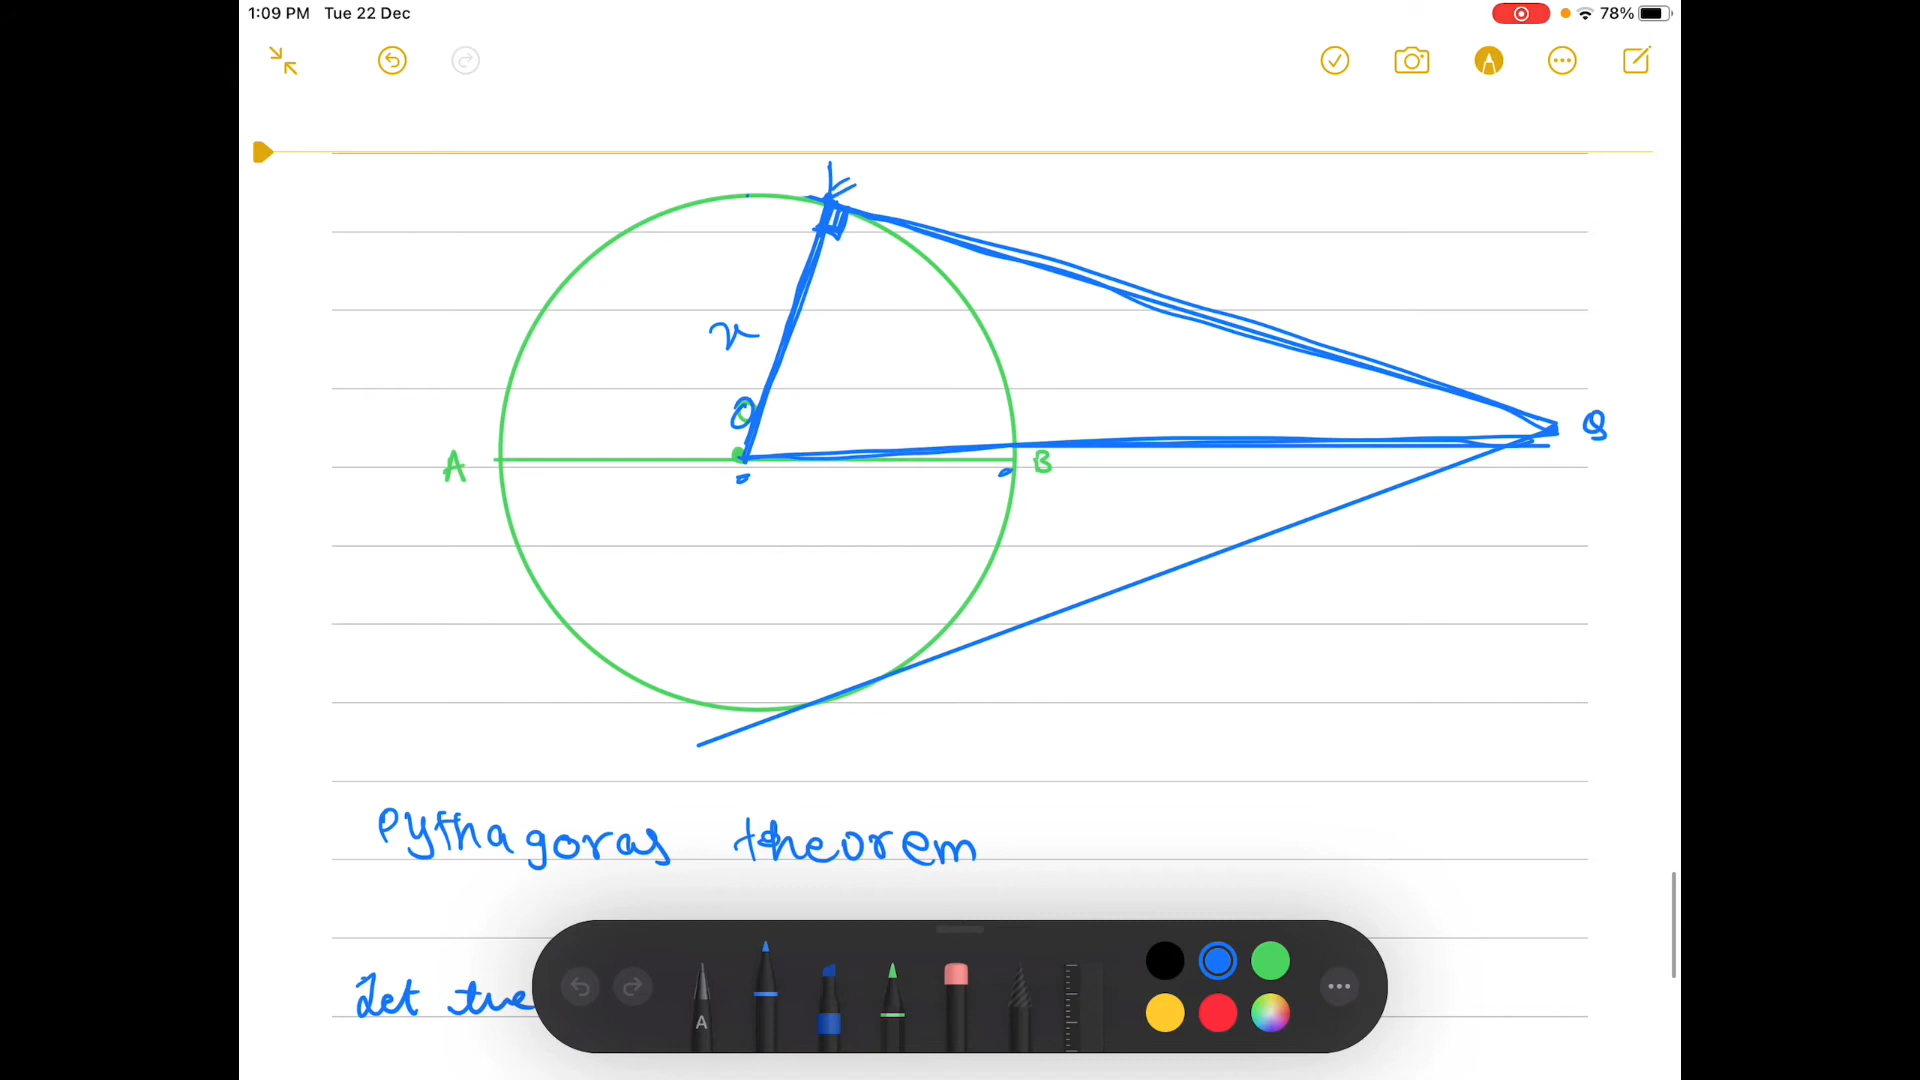 1:09 PM Tue 22 Dec 78%
K
x
O
Q
A B
Pythagoras theorem
Let the
A